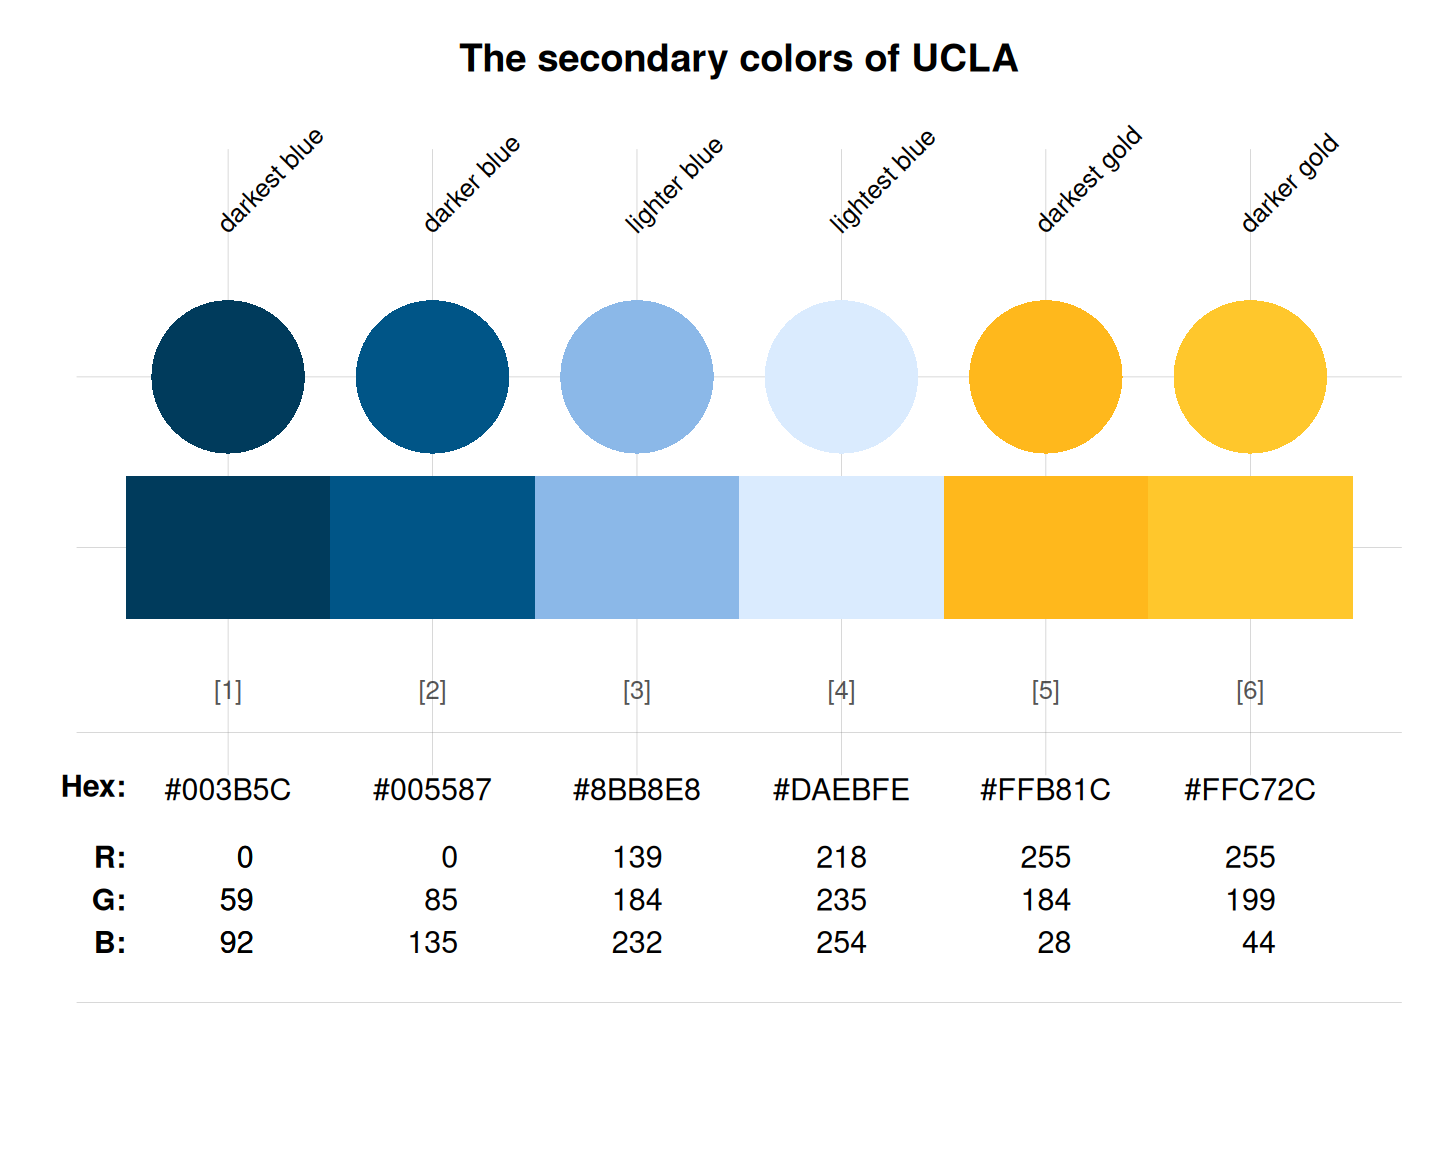 The secondary colors of UCLA
darkest blue
darker blue
lighter blue
lightest blue
darkest gold
darker gold
[1] [2] [3] [4] [5] [6]
Hex: #003B5C #005587 #8BB8E8 #DAEBFE #FFB81C #FFC72C
R: 0 0 139 218 255 255
G: 59 85 184 235 184 199
B: 92 135 232 254 28 44